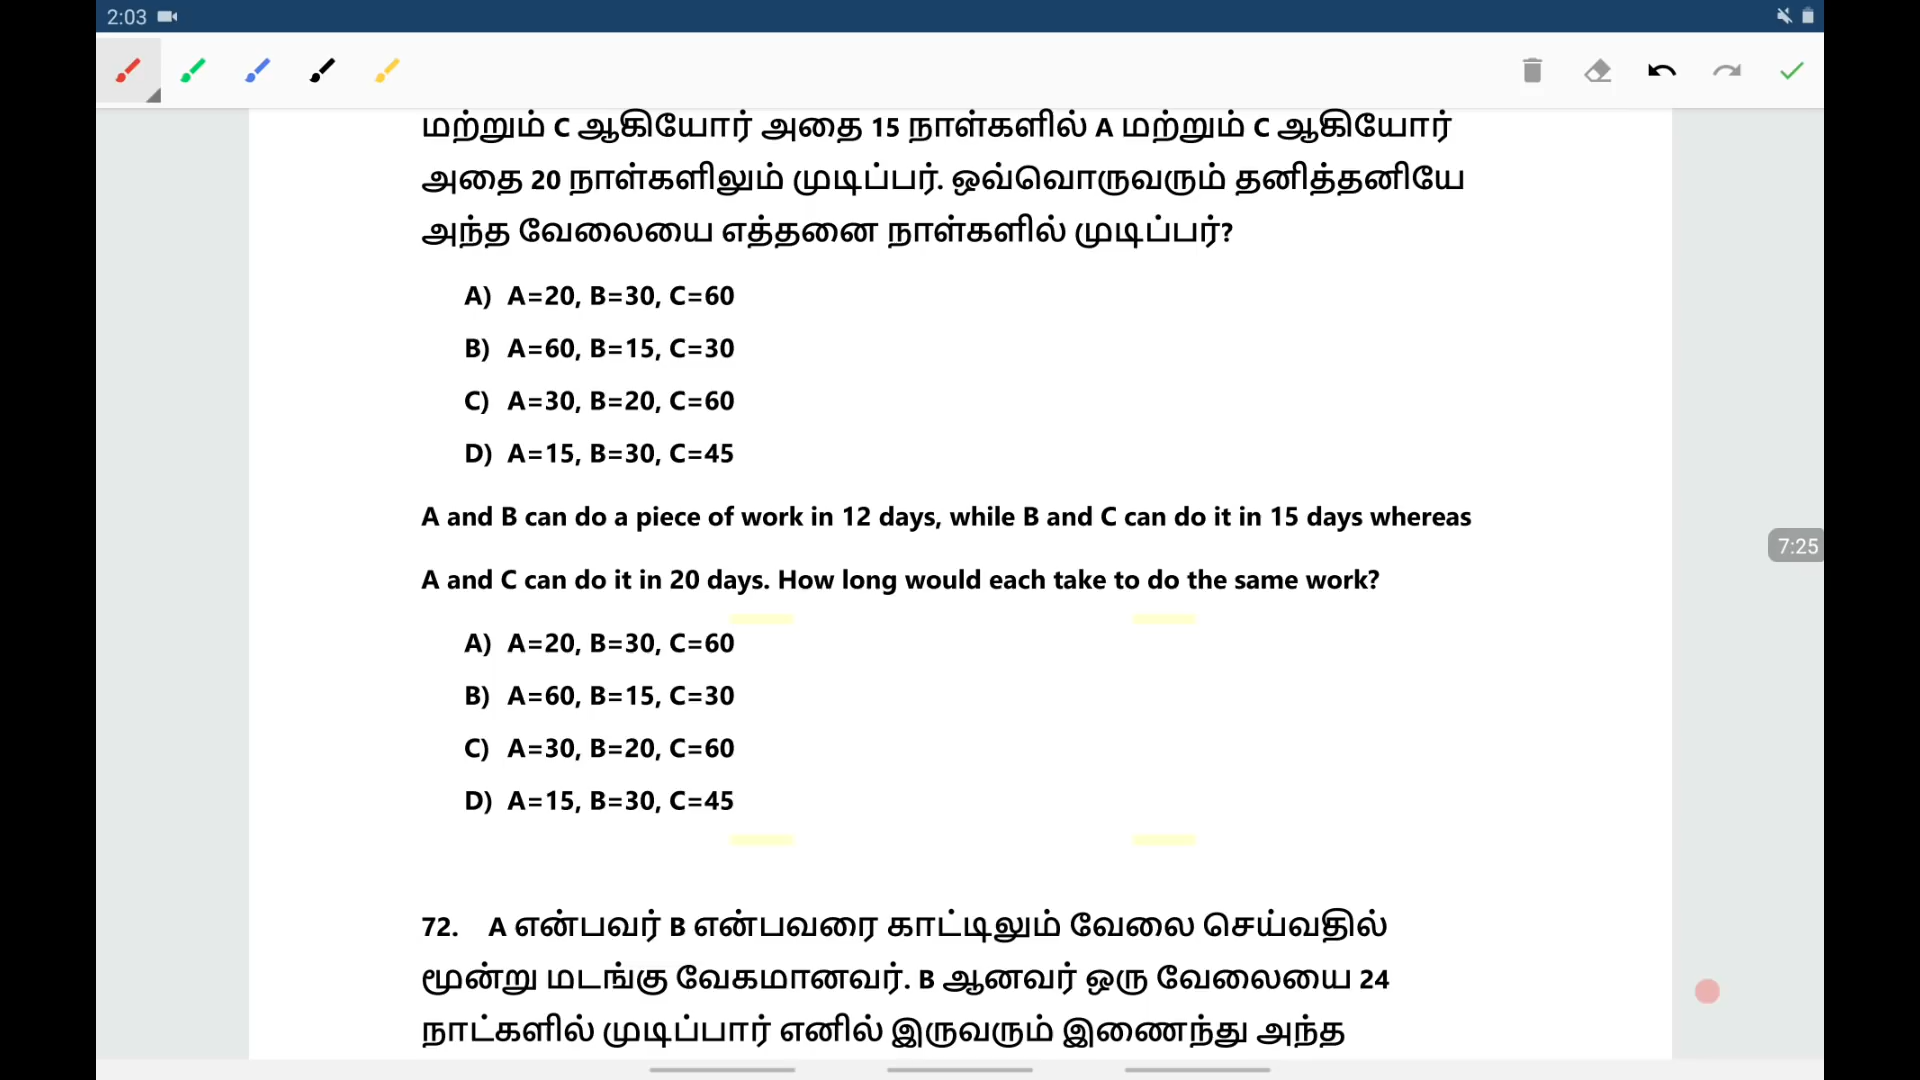 2:03
மற்றும் C ஆகியோர் அதை 15 நாள்களில் A மற்றும் C ஆகியோர்
அதை 20 நாள்களிலும் முடிப்பர். ஒவ்வொருவரும் தனித்தனியே
அந்த வேலையை எத்தனை நாள்களில் முடிப்பர்?
A) A=20, B=30, C=60
B) A=60, B=15, C=30
C) A=30, B=20, C=60
D) A=15, B=30, C=45
A and B can do a piece of work in 12 days, while B and C can do it in 15 days whereas
7:25
A and C can do it in 20 days. How long would each take to do the same work?
A) A=20, B=30, C=60
B) A=60, B=15, C=30
C) A=30, B=20, C=60
D) A=15, B=30, C=45
72. A என்பவர் B என்பவரை காட்டிலும் வேலை செய்வதில்
மூன்று மடங்கு வேகமானவர். B ஆனவர் ஒரு வேலையை 24
நாட்களில் முடிப்பார் எனில் இருவரும் இணைந்து அந்த